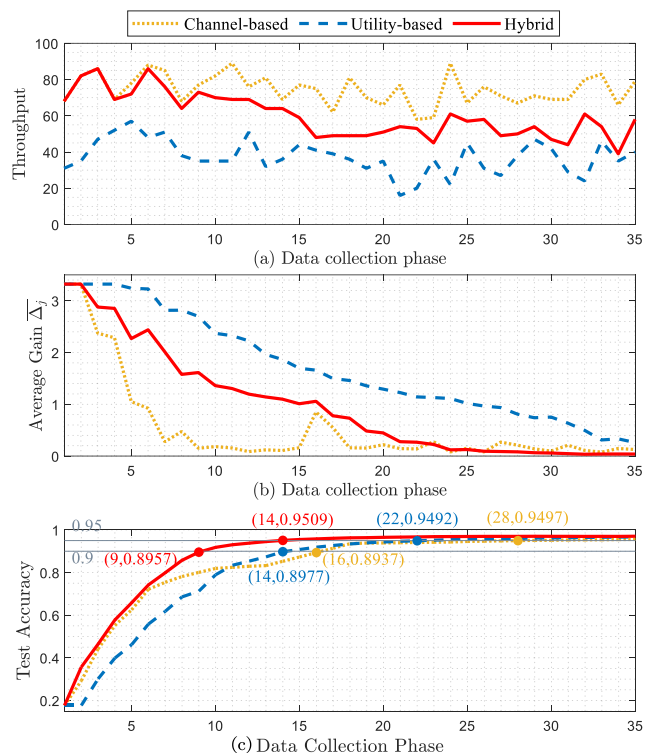 Channel-based Utility-based Hybrid
100
80
60
40
20
0
Throughput
5 10 15 20 25 30 35
(a) Data collection phase
3
2
1
0
Average Gain $\overline{\Delta_j}$
5 10 15 20 25 30 35
(b) Data collection phase
(14,0.9509) (22,0.9492) (28,0.9497)
0.95
0.9
(9,0.8957) (16,0.8937)
(14,0.8977)
1
0.8
0.6
0.4
0.2
Test Accuracy
5 10 15 20 25 30 35
(c) Data Collection Phase